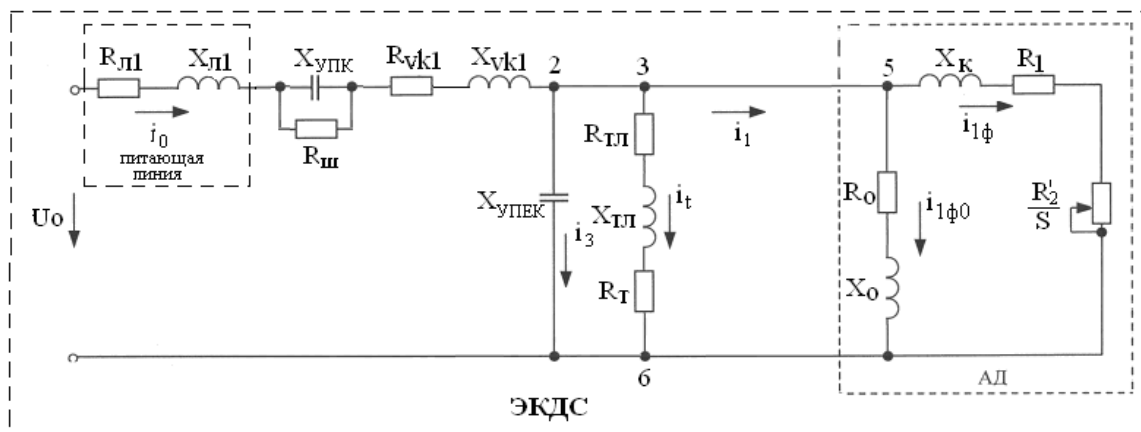 Rл1
Xл1
XУПК
Rvk1
Xvk1
2
3
5
Xк
R1
i0
питающая
линия
Rш
RТЛ
i1
i1ф
Uo
XУПЕК
i3
XТЛ
it
Ro
i1ф0
R'2
S
RТ
Xo
6
АД
ЭКДС